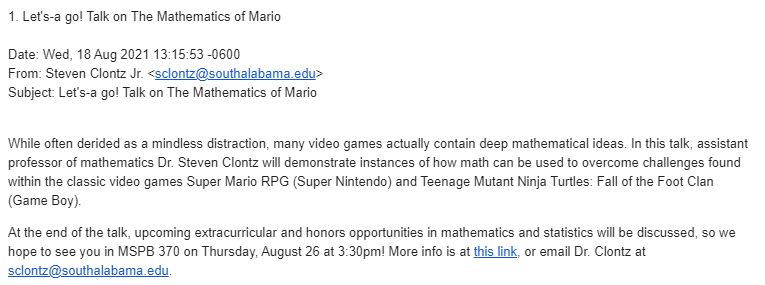 1. Let's-a go! Talk on The Mathematics of Mario
Date: Wed, 18 Aug 2021 13:15:53 -0600
From: Steven Clontz Jr. <sclontz@southalabama.edu>
Subject: Let's-a go! Talk on The Mathematics of Mario
While often derided as a mindless distraction, many video games actually contain deep mathematical ideas. In this talk, assistant
professor of mathematics Dr. Steven Clontz will demonstrate instances of how math can be used to overcome challenges found
within the classic video games Super Mario RPG (Super Nintendo) and Teenage Mutant Ninja Turtles: Fall of the Foot Clan
(Game Boy).
At the end of the talk, upcoming extracurricular and honors opportunities in mathematics and statistics will be discussed, so we
hope to see you in MSPB 370 on Thursday, August 26 at 3:30pm! More info is at this link, or email Dr. Clontz at
sclontz@southalabama.edu.